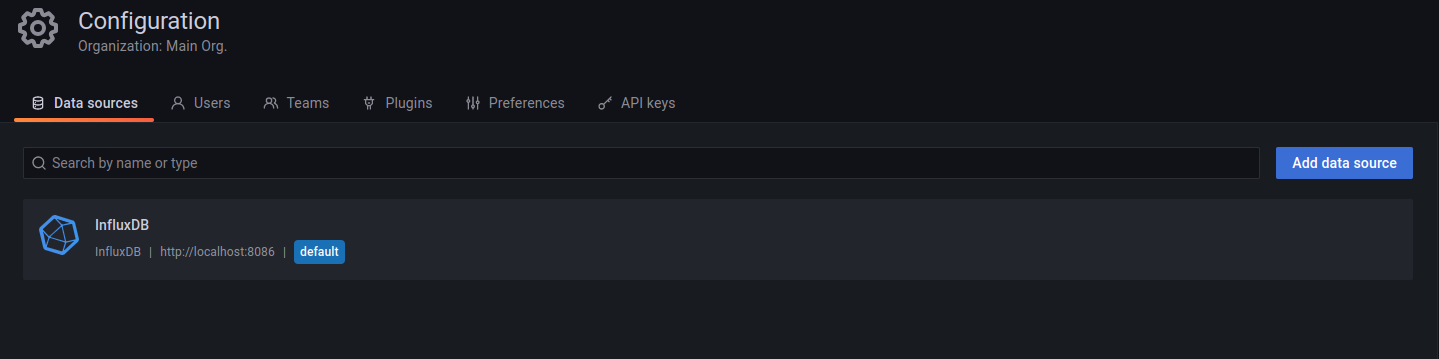 Configuration
Organization: Main Org.
Data sources Users Teams Plugins Preferences API keys
Search by name or type Add data source
InfluxDB
InfluxDB | http://localhost:8086 | default